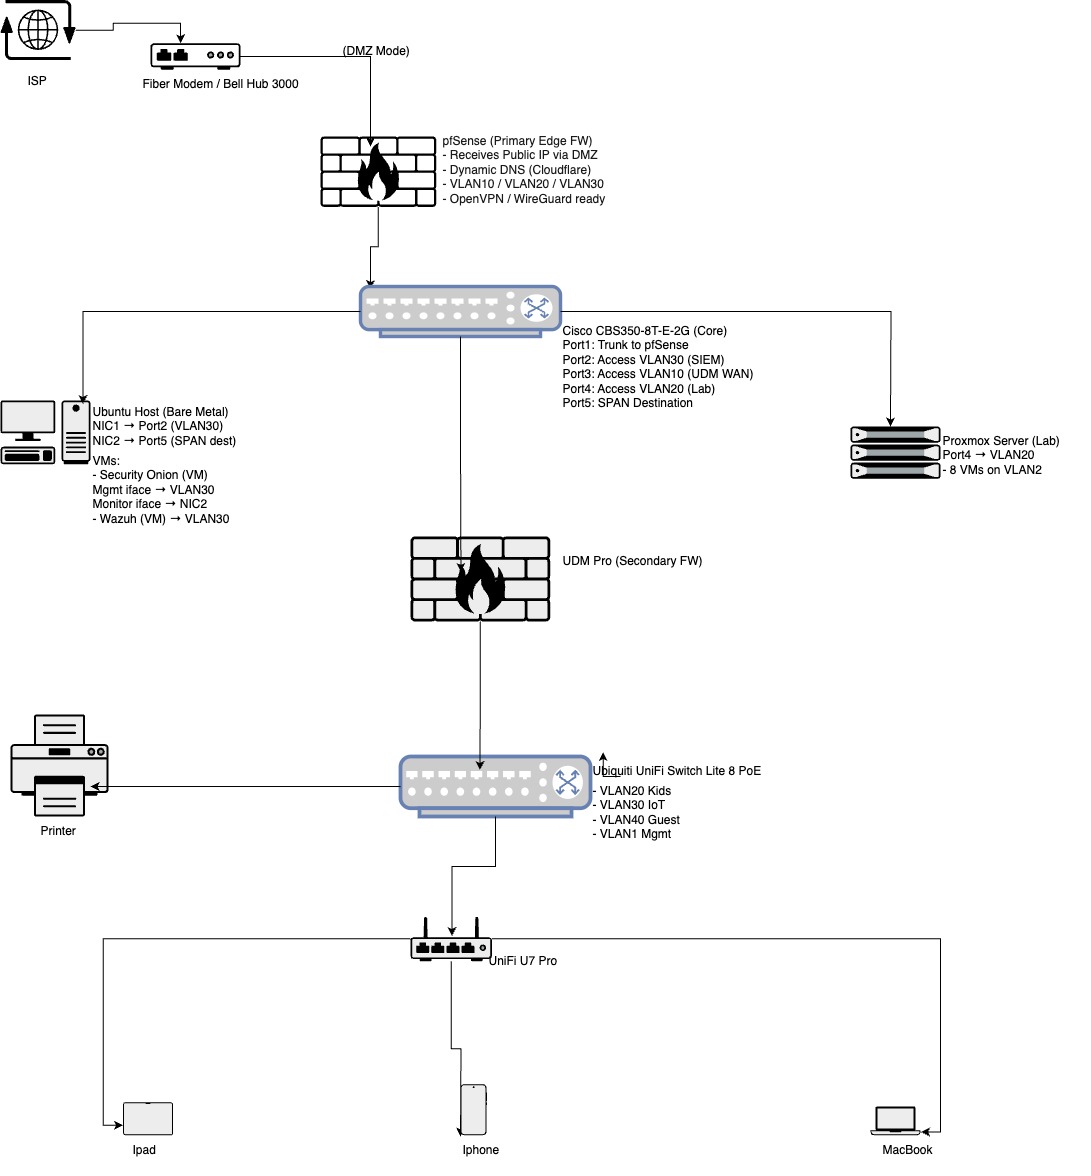 (DMZ Mode)
ISP
Fiber Modem / Bell Hub 3000
pfSense (Primary Edge FW)
- Receives Public IP via DMZ
- Dynamic DNS (Cloudflare)
- VLAN10 / VLAN20 / VLAN30
- OpenVPN / WireGuard ready
Cisco CBS350-8T-E-2G (Core)
Port1: Trunk to pfSense
Port2: Access VLAN30 (SIEM)
Port3: Access VLAN10 (UDM WAN)
Port4: Access VLAN20 (Lab)
Port5: SPAN Destination
Ubuntu Host (Bare Metal)
NIC1 → Port2 (VLAN30)
NIC2 → Port5 (SPAN dest)
VMs:
- Security Onion (VM)
Mgmt iface → VLAN30
Monitor iface → NIC2
- Wazuh (VM) → VLAN30
Proxmox Server (Lab)
Port4 → VLAN20
- 8 VMs on VLAN2
UDM Pro (Secondary FW)
Ubiquiti UniFi Switch Lite 8 PoE
- VLAN20 Kids
- VLAN30 IoT
- VLAN40 Guest
- VLAN1 Mgmt
Printer
UniFi U7 Pro
Ipad
Iphone
MacBook